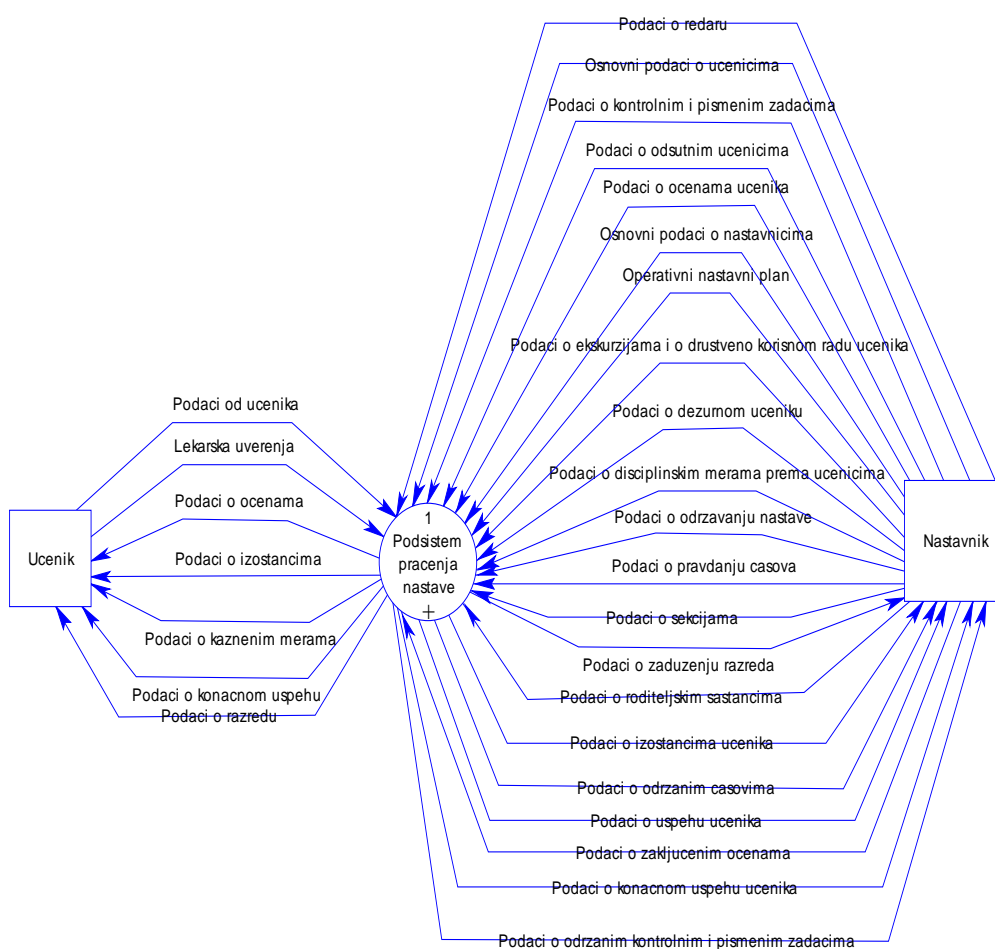 Podaci o redaru
Osnovni podaci o ucenicima
Podaci o kontrolnim i pismenim zadacima
Podaci o odsutnim ucenicima
Podaci o ocenama ucenika
Osnovni podaci o nastavnicima
Operativni nastavni plan
Podaci o ekskurzijama i o drustveno korisnom radu ucenika
Podaci od ucenika
Podaci o dezurnom uceniku
Lekarska uverenja
Podaci o disciplinskim merama prema ucenicima
Podaci o ocenama
Podaci o odrzavanju nastave
1
Podsistem
pracenja
nastave
+
Ucenik
Nastavnik
Podaci o izostancima
Podaci o pravdanju casova
Podaci o sekcijama
Podaci o kaznenim merama
Podaci o zaduzenju razreda
Podaci o konacnom uspehu
Podaci o roditeljskim sastancima
Podaci o razredu
Podaci o izostancima ucenika
Podaci o odrzanim casovima
Podaci o uspehu ucenika
Podaci o zakljucenim ocenama
Podaci o konacnom uspehu ucenika
Podaci o odrzanim kontrolnim i pismenim zadacima